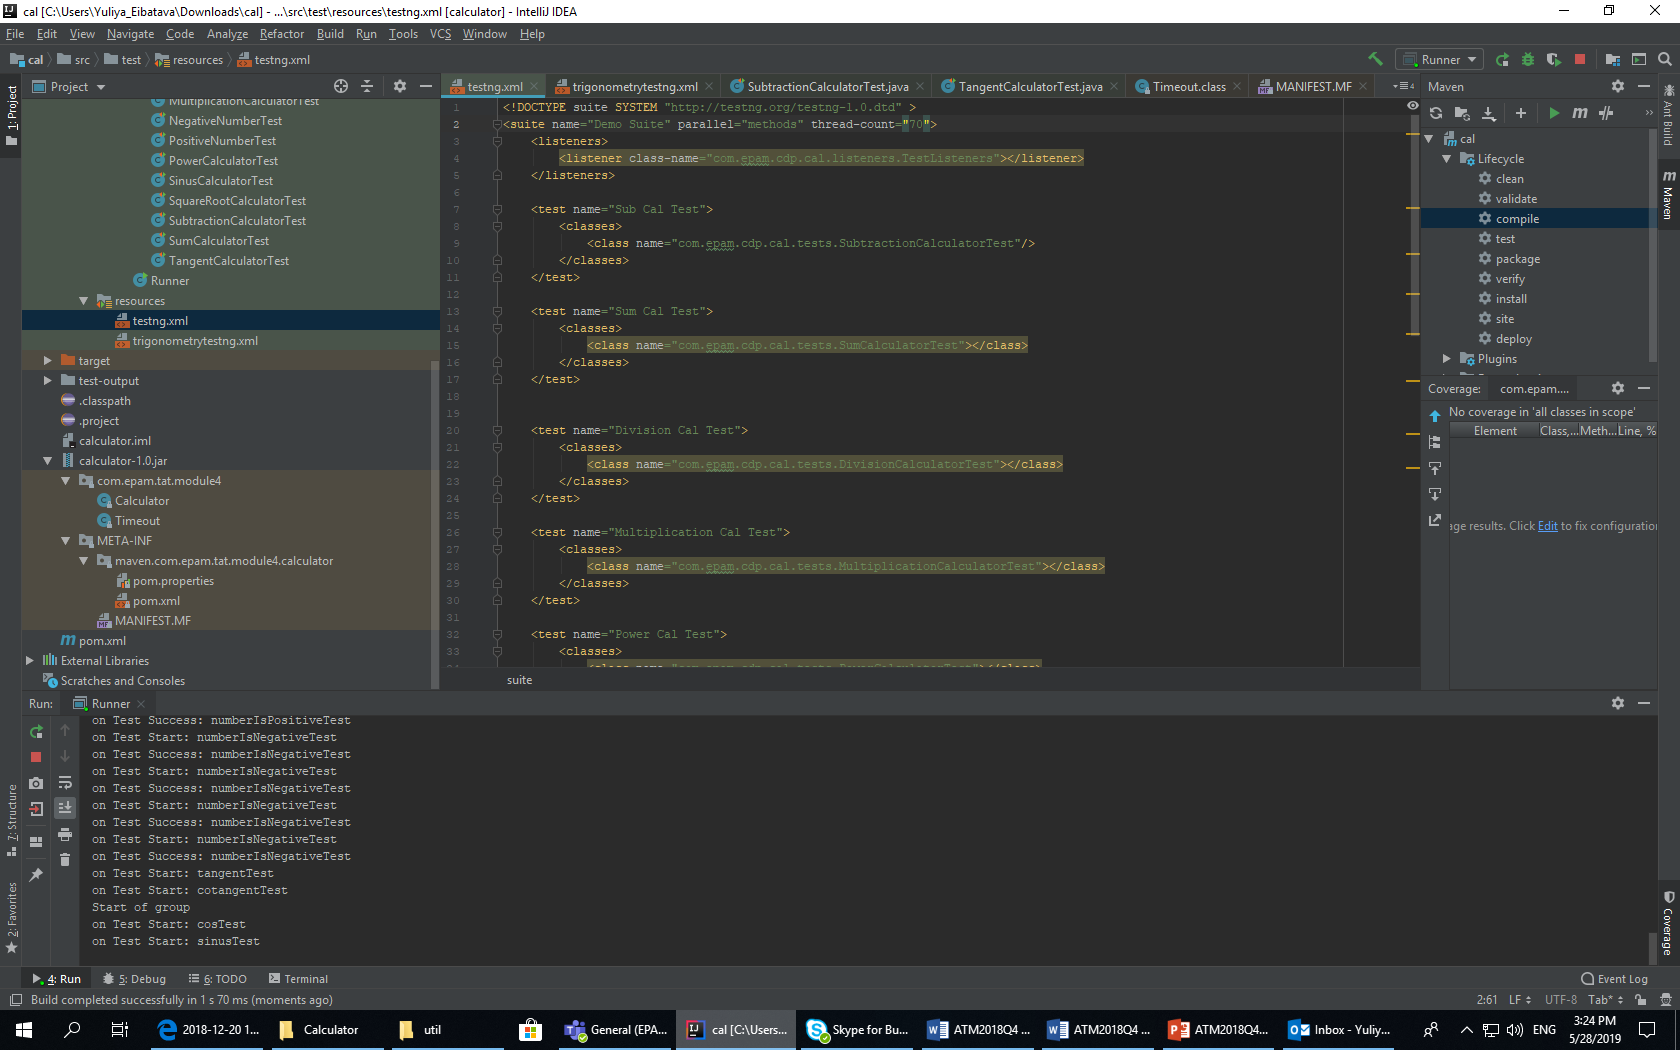 cal [C:\Users\Yuliya_Eibatava\Downloads\cal] - ...\src\test\resources\testng.xml [calculator] - IntelliJ IDEA
File Edit View Navigate Code Analyze Refactor Build Run Tools VCS Window Help
cal src test resources testng.xml
Runner
1: Project
Project
MultiplicationCalculatorTest
NegativeNumberTest
PositiveNumberTest
PowerCalculatorTest
SinusCalculatorTest
SquareRootCalculatorTest
SubtractionCalculatorTest
SumCalculatorTest
TangentCalculatorTest
Runner
resources
testng.xml
trigonometrytestng.xml
target
test-output
.classpath
.project
calculator.iml
calculator-1.0.jar
com.epam.tat.module4
Calculator
Timeout
META-INF
maven.com.epam.tat.module4.calculator
pom.properties
pom.xml
MANIFEST.MF
pom.xml
External Libraries
Scratches and Consoles
testng.xml trigonometrytestng.xml SubtractionCalculatorTest.java TangentCalculatorTest.java Timeout.class MANIFEST.MF
4
1 <!DOCTYPE suite SYSTEM "http://testng.org/testng-1.0.dtd" >
2 <suite name="Demo Suite" parallel="methods" thread-count="70">
3 <listeners>
4 <listener class-name="com.epam.cdp.cal.listeners.TestListeners"></listener>
5 </listeners>
6
7 <test name="Sub Cal Test">
8 <classes>
9 <class name="com.epam.cdp.cal.tests.SubtractionCalculatorTest"/>
10 </classes>
11 </test>
12
13 <test name="Sum Cal Test">
14 <classes>
15 <class name="com.epam.cdp.cal.tests.SumCalculatorTest"></class>
16 </classes>
17 </test>
18
19
20 <test name="Division Cal Test">
21 <classes>
22 <class name="com.epam.cdp.cal.tests.DivisionCalculatorTest"></class>
23 </classes>
24 </test>
25
26 <test name="Multiplication Cal Test">
27 <classes>
28 <class name="com.epam.cdp.cal.tests.MultiplicationCalculatorTest"></class>
29 </classes>
30 </test>
31
32 <test name="Power Cal Test">
33 <classes>
<class name="com.epam.cdp.cal.tests.PowerCalculatorTest"></class>
suite
Maven
cal
Lifecycle
clean
validate
compile
test
package
verify
install
site
deploy
Plugins
Coverage: com.epam....
No coverage in 'all classes in scope'
Element Class,... Meth... Line, %
age results. Click Edit to fix configuration
Ant Build
Maven
Coverage
Run: Runner
on Test Success: numberIsPositiveTest
on Test Start: numberIsNegativeTest
on Test Success: numberIsNegativeTest
on Test Start: numberIsNegativeTest
on Test Success: numberIsNegativeTest
on Test Start: numberIsNegativeTest
on Test Success: numberIsNegativeTest
on Test Start: numberIsNegativeTest
on Test Success: numberIsNegativeTest
on Test Start: tangentTest
on Test Start: cotangentTest
Start of group
on Test Start: cosTest
on Test Start: sinusTest
7: Structure
2: Favorites
4: Run 5: Debug 6: TODO Terminal Event Log
Build completed successfully in 1 s 70 ms (moments ago) 2:61 LF UTF-8 Tab*
2018-12-20 1... Calculator util General (EPA... cal [C:\Users... Skype for Bu... ATM2018Q4 ... ATM2018Q4 ... ATM2018Q4... Inbox - Yuliy... ENG 3:24 PM
5/28/2019